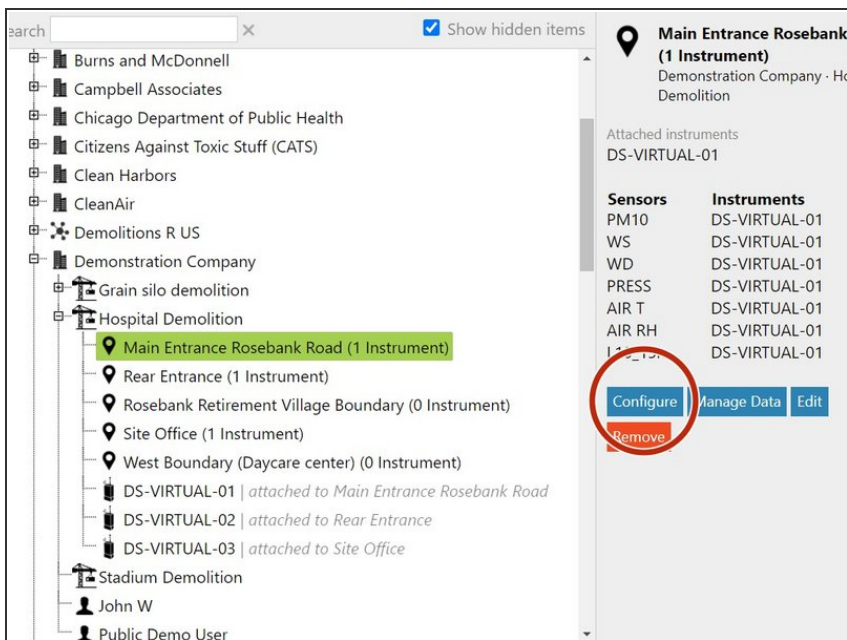 earch
Show hidden items
Burns and McDonnell
Campbell Associates
Chicago Department of Public Health
Citizens Against Toxic Stuff (CATS)
Clean Harbors
CleanAir
Demolitions R US
Demonstration Company
Grain silo demolition
Hospital Demolition
Main Entrance Rosebank Road (1 Instrument)
Rear Entrance (1 Instrument)
Rosebank Retirement Village Boundary (0 Instrument)
Site Office (1 Instrument)
West Boundary (Daycare center) (0 Instrument)
DS-VIRTUAL-01 | attached to Main Entrance Rosebank Road
DS-VIRTUAL-02 | attached to Rear Entrance
DS-VIRTUAL-03 | attached to Site Office
Stadium Demolition
John W
Public Demo User
Main Entrance Rosebank
(1 Instrument)
Demonstration Company · Ho
Demolition
Attached instruments
DS-VIRTUAL-01
Sensors Instruments
PM10 DS-VIRTUAL-01
WS DS-VIRTUAL-01
WD DS-VIRTUAL-01
PRESS DS-VIRTUAL-01
AIR T DS-VIRTUAL-01
AIR RH DS-VIRTUAL-01
DS-VIRTUAL-01
Configure Manage Data Edit
Remove